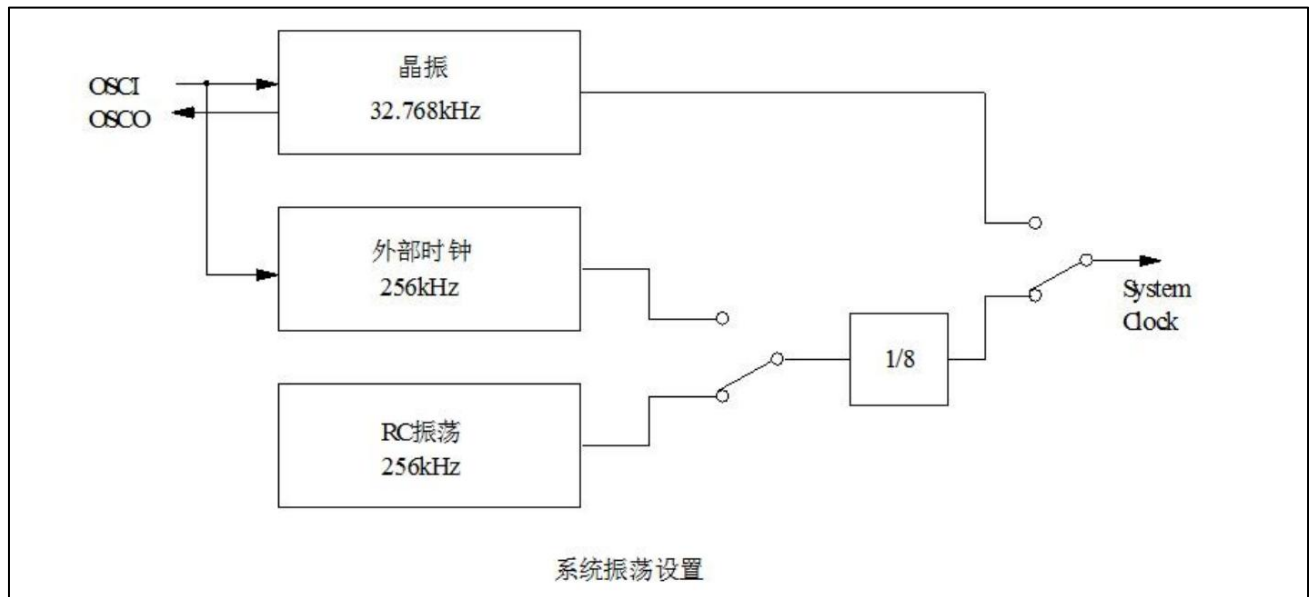 OSCI
OSCO
晶振
32.768kHz
外部时钟
256kHz
RC振荡
256kHz
1/8
System
Clock
系统振荡设置